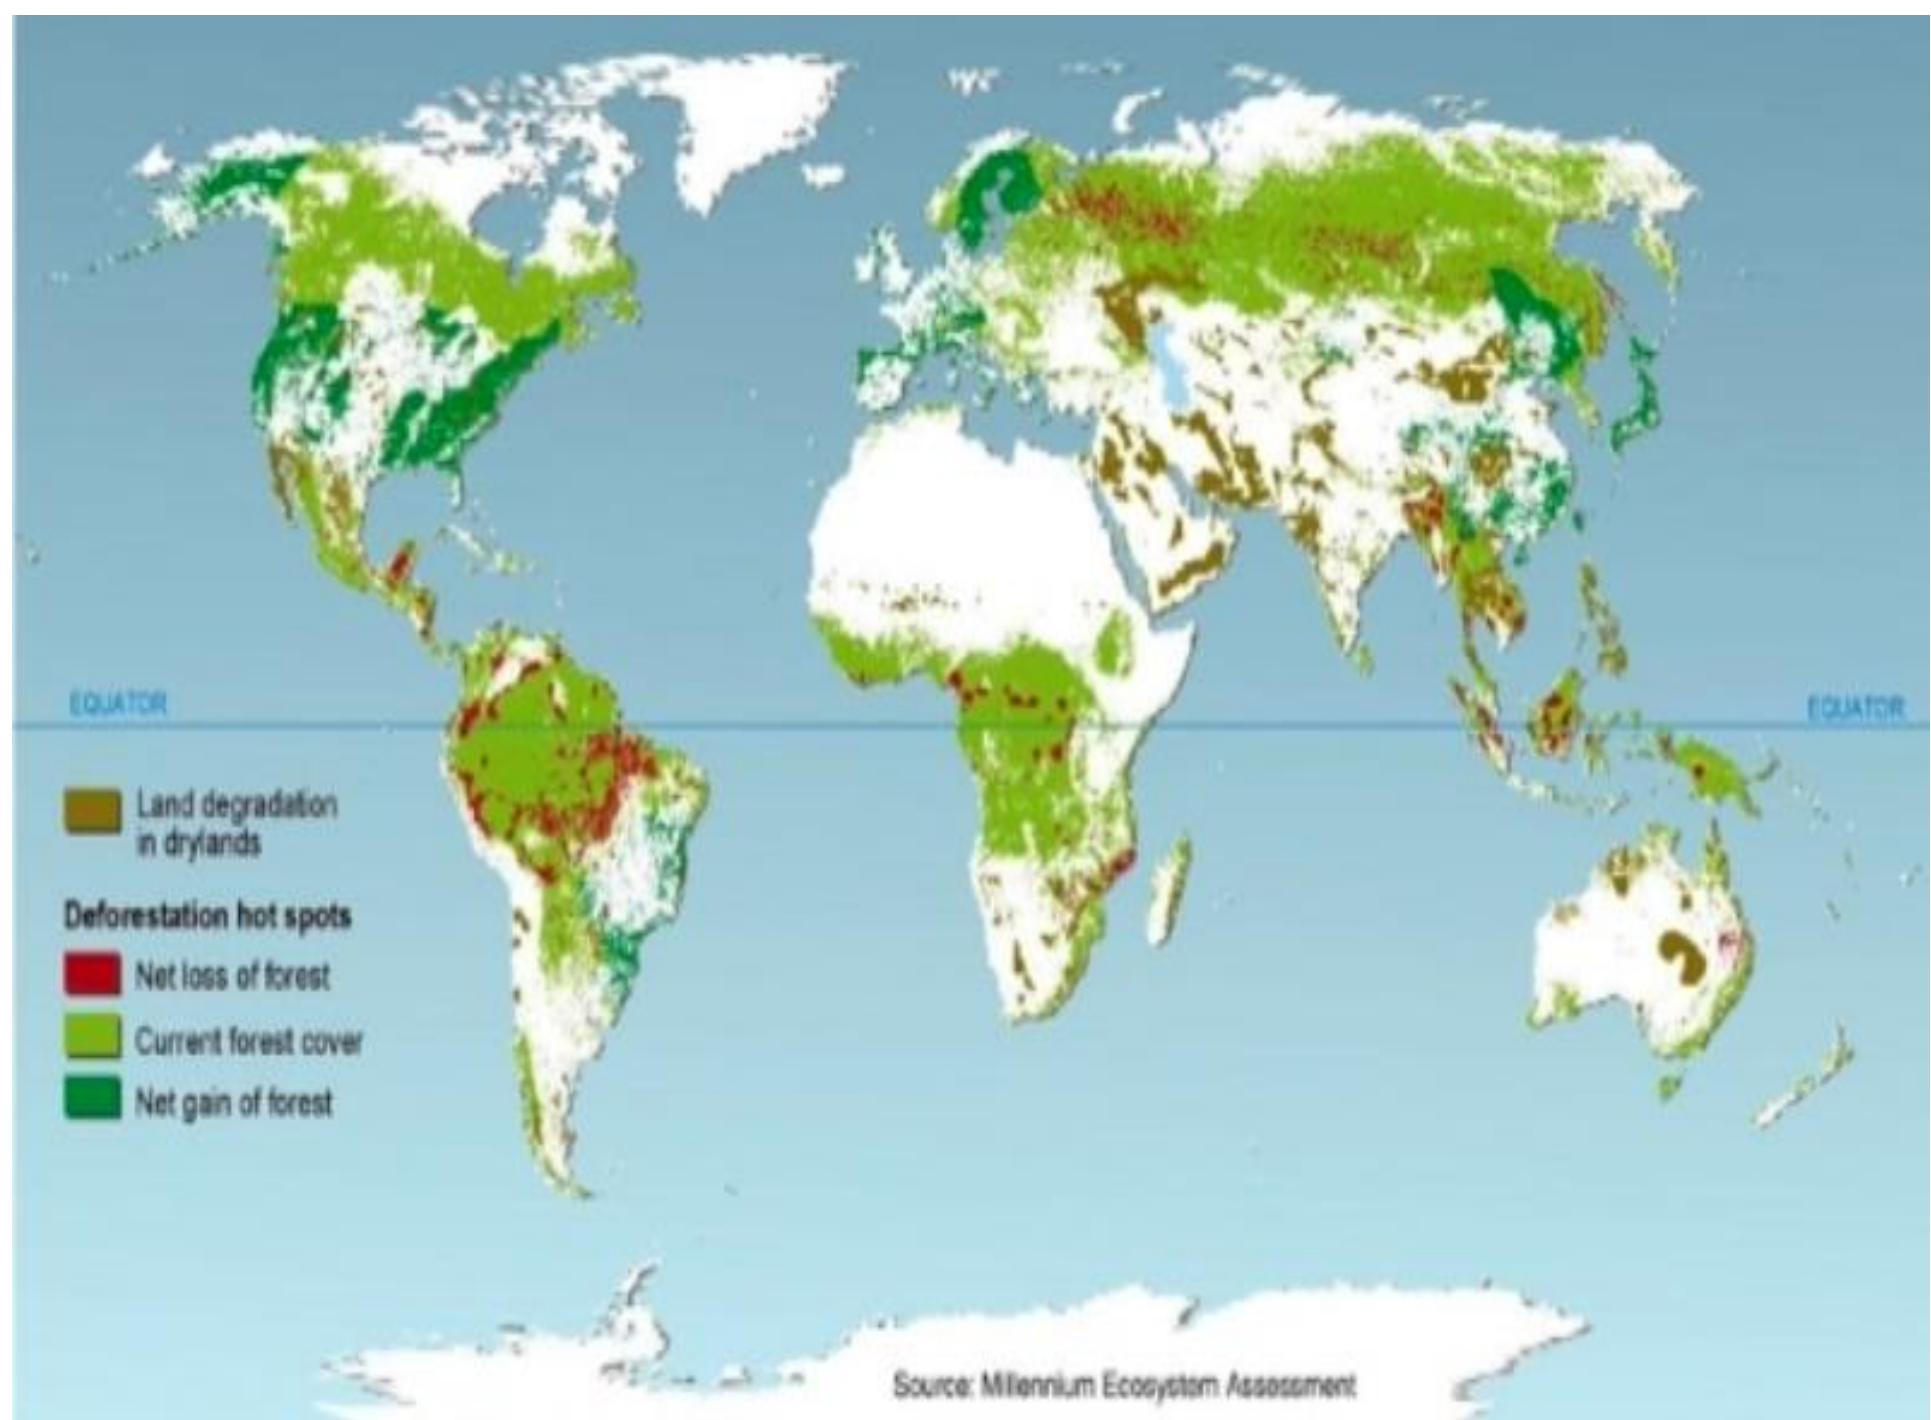 EQUATOR
EQUATOR
Land degradation
in drylands
Deforestation hot spots
Net loss of forest
Current forest cover
Net gain of forest
Source: Millennium Ecosystem Assessment